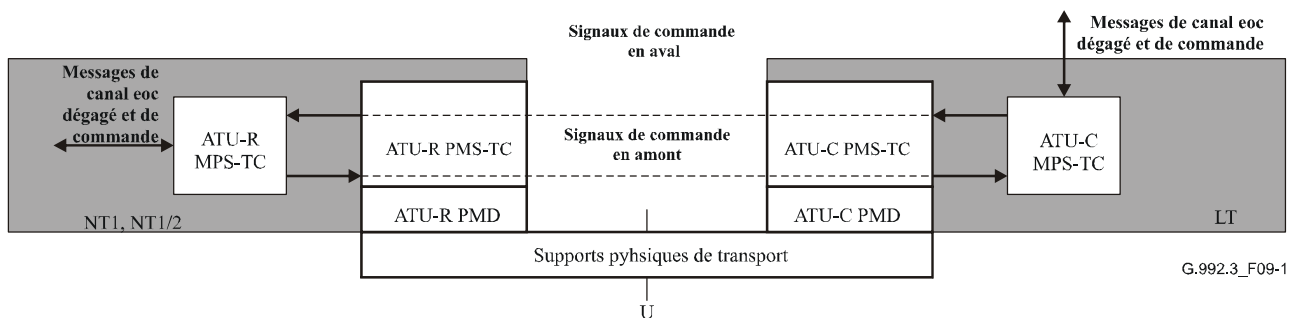 Signaux de commande
en aval
Messages de canal eoc
dégagé et de commande
Messages de
canal eoc
dégagé et de
commande
ATU-R
MPS-TC
ATU-R PMS-TC
Signaux de commande
en amont
ATU-C PMS-TC
ATU-C
MPS-TC
NT1, NT1/2
ATU-R PMD
ATU-C PMD
LT
Supports pyhsiques de transport
G.992.3_F09-1
U